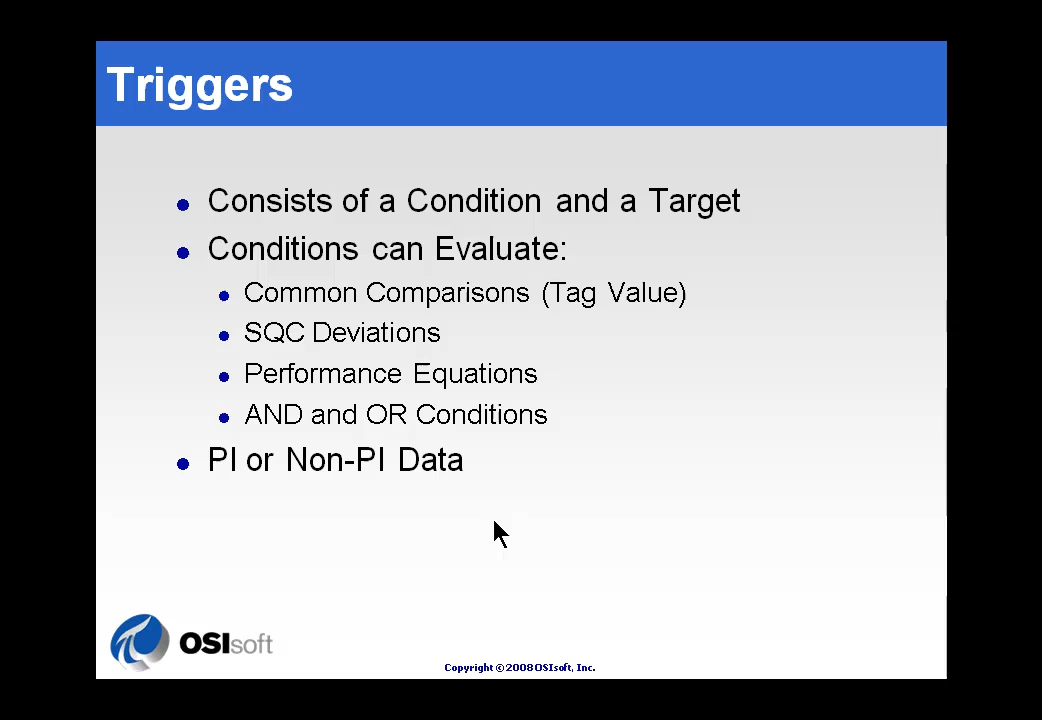 Triggers
Consists of a Condition and a Target
Conditions can Evaluate:
Common Comparisons (Tag Value)
SQC Deviations
Performance Equations
AND and OR Conditions
PI or Non-PI Data
OSIsoft
Copyright © 2008 OSIsoft, Inc.